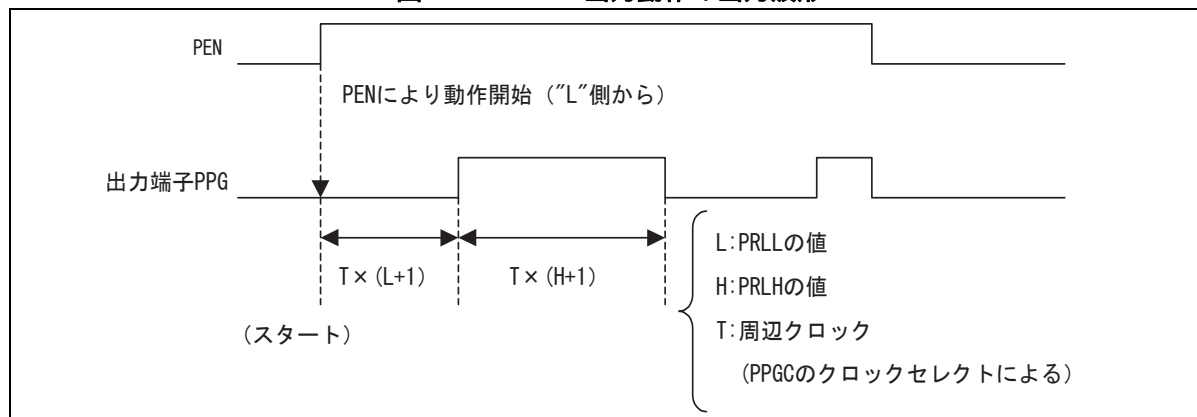 PEN
PENにより動作開始（"L"側から）
出力端子PPG
T×(L+1)
T×(H+1)
L:PRLLの値
H:PRLHの値
T:周辺クロック
(PPGCのクロックセレクトによる)
(スタート)